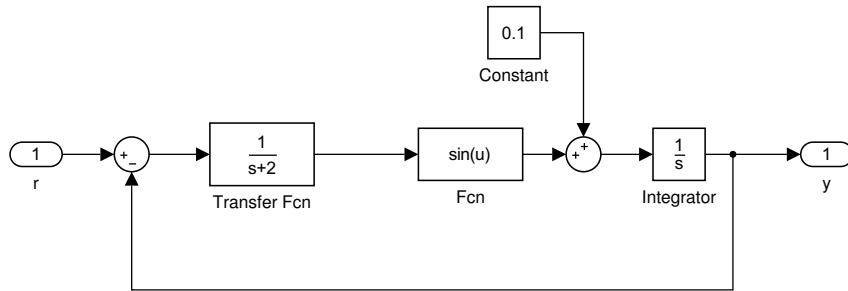 0.1
Constant
1
r
+
−
1
s+2
Transfer Fcn
sin(u)
Fcn
+
+
1
s
Integrator
1
y